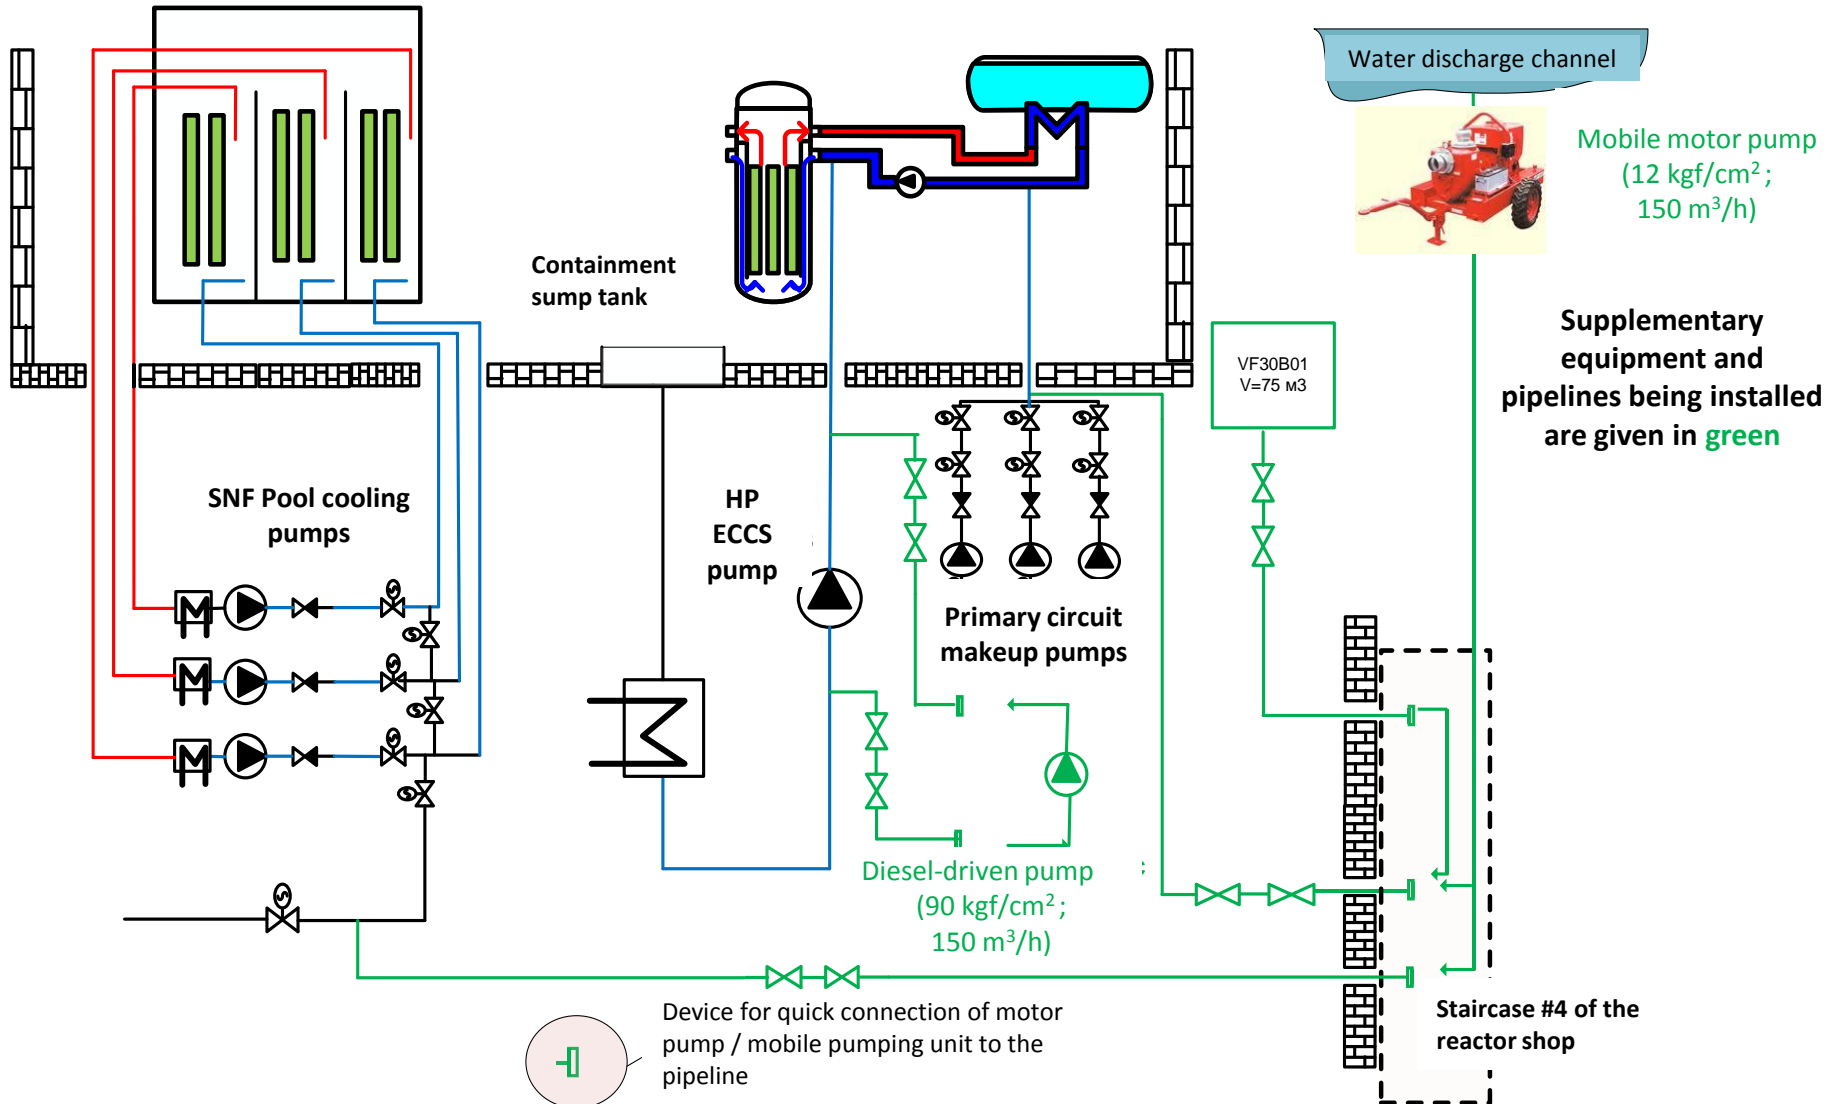 Water discharge channel
Mobile motor pump
(12 kgf/cm² ;
150 m³/h)
Containment
sump tank
Supplementary
equipment and
pipelines being installed
are given in green
VF30B01
V=75 м3
SNF Pool cooling
pumps
HP
ECCS
pump
Primary circuit
makeup pumps
Diesel-driven pump
(90 kgf/cm² ;
150 m³/h)
Device for quick connection of motor
pump / mobile pumping unit to the
pipeline
Staircase #4 of the
reactor shop